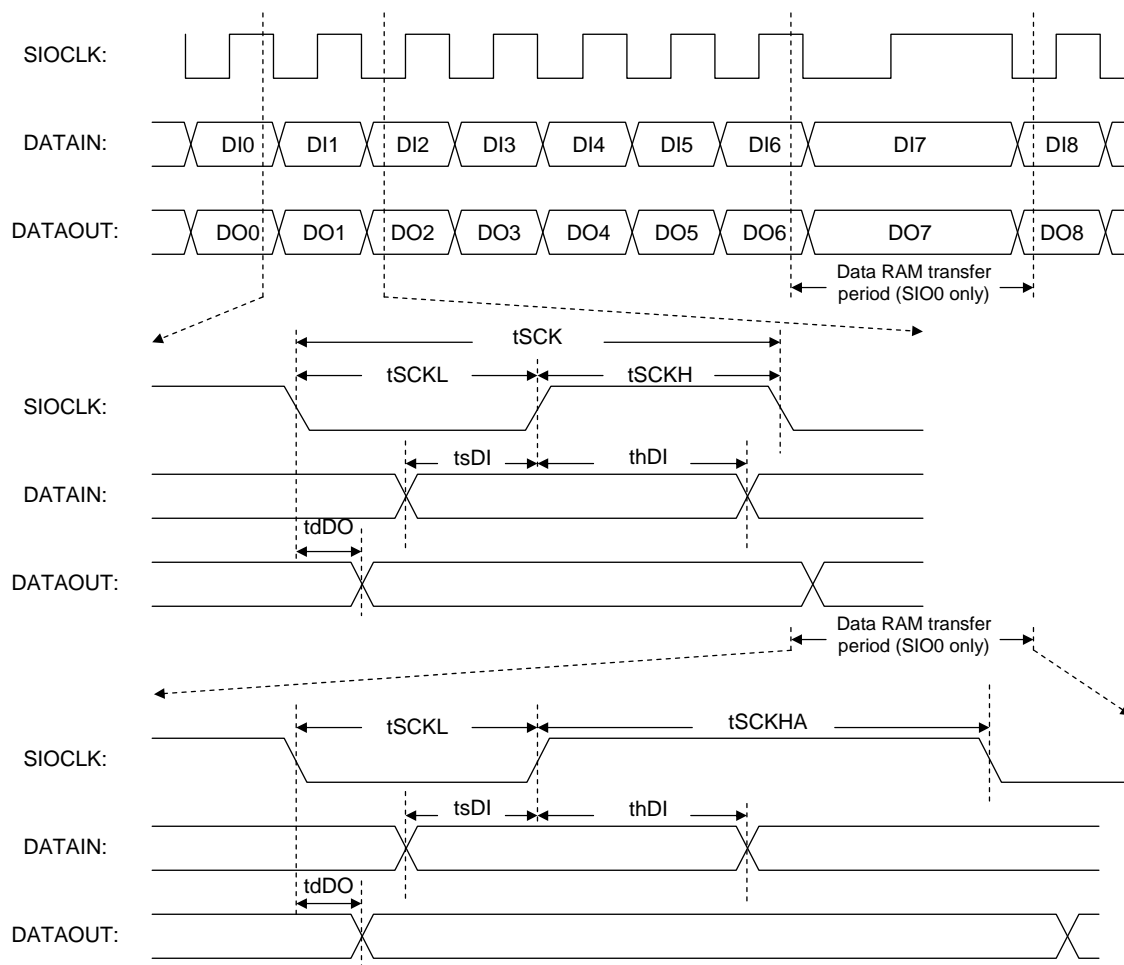 SIOCLK:
DATAIN: DI0 DI1 DI2 DI3 DI4 DI5 DI6 DI7 DI8
DATAOUT: DO00 DO1 DO2 DO3 DO4 DO5 DO6 DO7 DO8
Data RAM transfer
period (SIO0 only)
tSCK
tSCKL tSCKH
SIOCLK:
tsDI thDI
DATAIN:
tdDO
DATAOUT:
Data RAM transfer
period (SIO0 only)
tSCKL tSCKHA
SIOCLK:
tsDI thDI
DATAIN:
tdDO
DATAOUT: